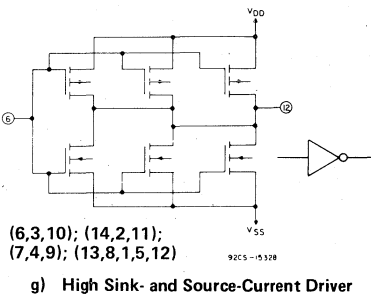 VDD
6
12
VSS
(6,3,10); (14,2,11);
(7,4,9); (13,8,1,5,12)
92CS-15328
g) High Sink- and Source-Current Driver